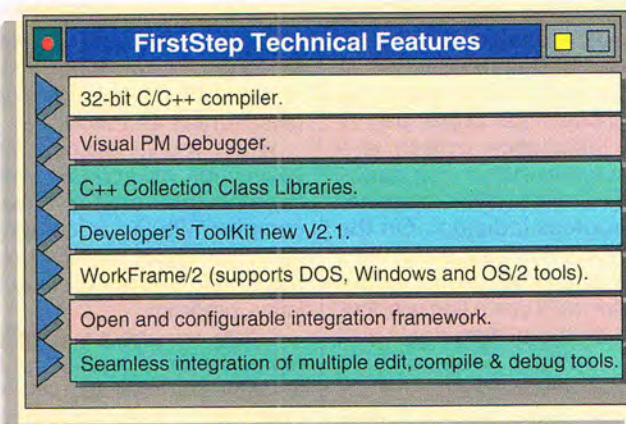 FirstStep Technical Features
32-bit C/C++ compiler.
Visual PM Debugger.
C++ Collection Class Libraries.
Developer's ToolKit new V2.1.
WorkFrame/2 (supports DOS, Windows and OS/2 tools).
Open and configurable integration framework.
Seamless integration of multiple edit,compile & debug tools.